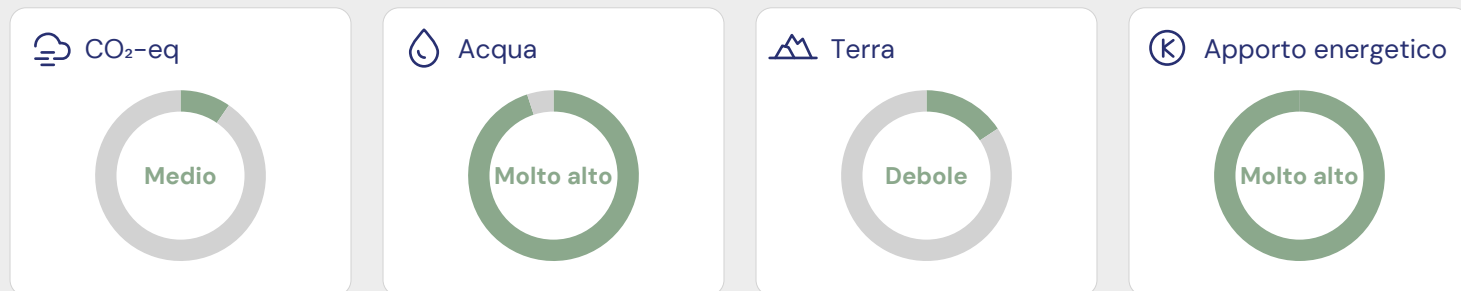 CO₂-eq
Medio
Acqua
Molto alto
Terra
Debole
Apporto energetico
Molto alto